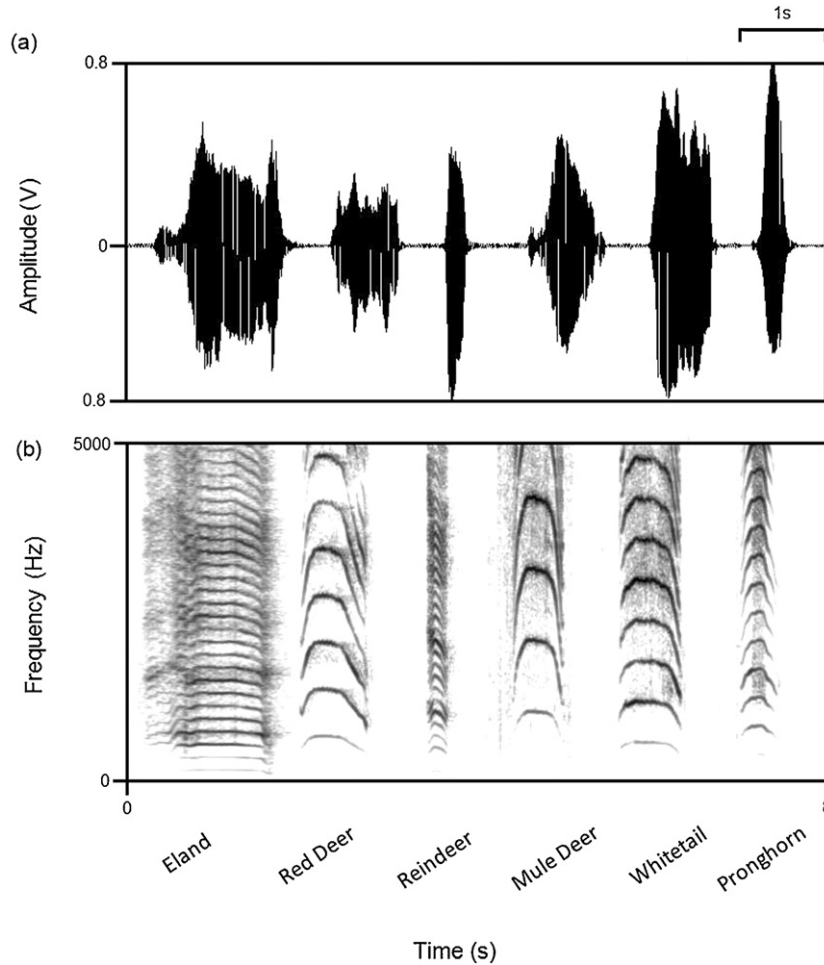 1s
(a)
0.8
Amplitude (V)
0
0.8
(b)
5000
Frequency (Hz)
0
0
Eland
Red Deer
Reindeer
Mule Deer
Whitetail
Pronghorn
Time (s)